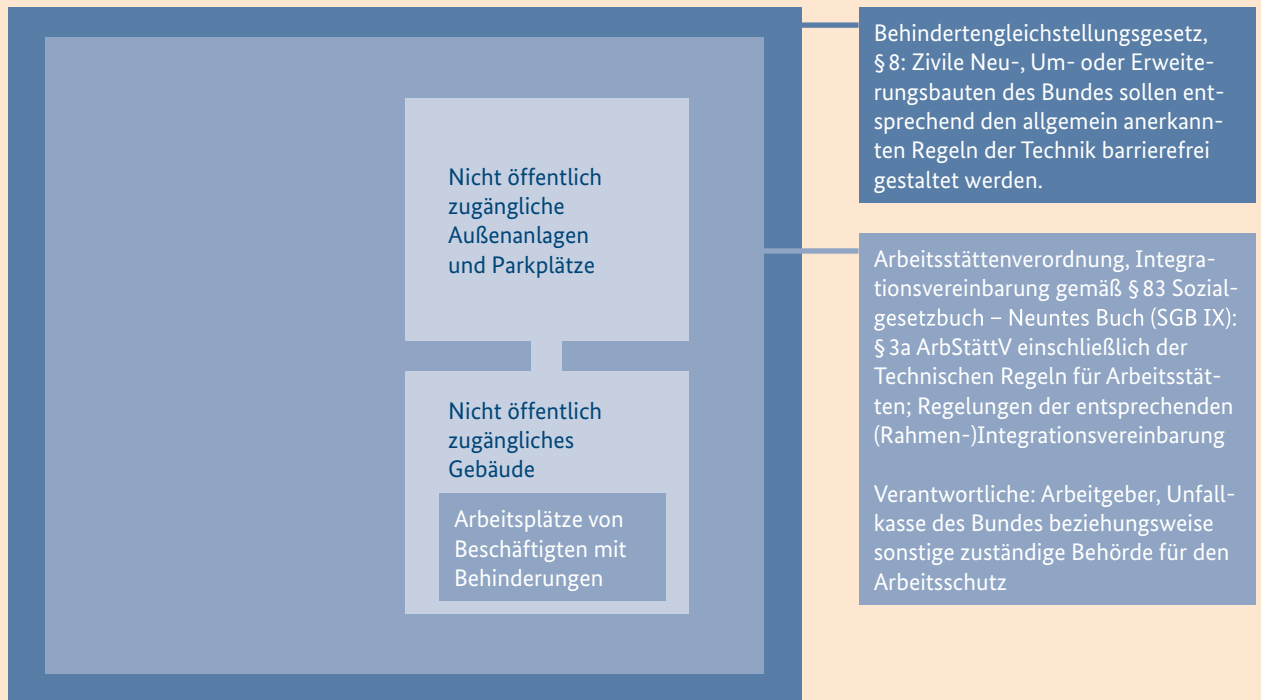 Nicht öffentlich
zugängliche
Außenanlagen
und Parkplätze
Nicht öffentlich
zugängliches
Gebäude
Arbeitsplätze von
Beschäftigten mit
Behinderungen
Behindertengleichstellungsgesetz,
§ 8: Zivile Neu-, Um- oder Erweite-
rungsbauten des Bundes sollen ent-
sprechend den allgemein anerkann-
ten Regeln der Technik barrierefrei
gestaltet werden.
Arbeitsstättenverordnung, Integra-
tionsvereinbarung gemäß § 83 Sozial-
gesetzbuch – Neuntes Buch (SGB IX):
§ 3a ArbStättV einschließlich der
Technischen Regeln für Arbeitsstät-
ten; Regelungen der entsprechenden
(Rahmen-)Integrationsvereinbarung
Verantwortliche: Arbeitgeber, Unfall-
kasse des Bundes beziehungsweise
sonstige zuständige Behörde für den
Arbeitsschutz